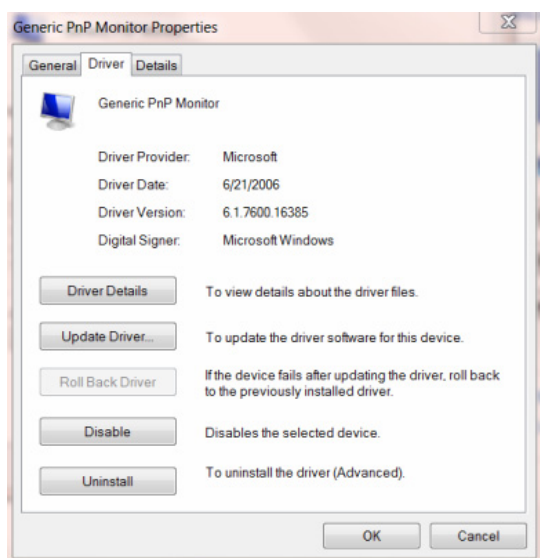 Generic PnP Monitor Properties
General Driver Details
Generic PnP Monitor
Driver Provider: Microsoft
Driver Date: 6/21/2006
Driver Version: 6.1.7600.16385
Digital Signer: Microsoft Windows
Driver Details To view details about the driver files.
Update Driver... To update the driver software for this device.
Roll Back Driver If the device fails after updating the driver, roll back
to the previously installed driver.
Disable Disables the selected device.
Uninstall To uninstall the driver (Advanced).
OK Cancel